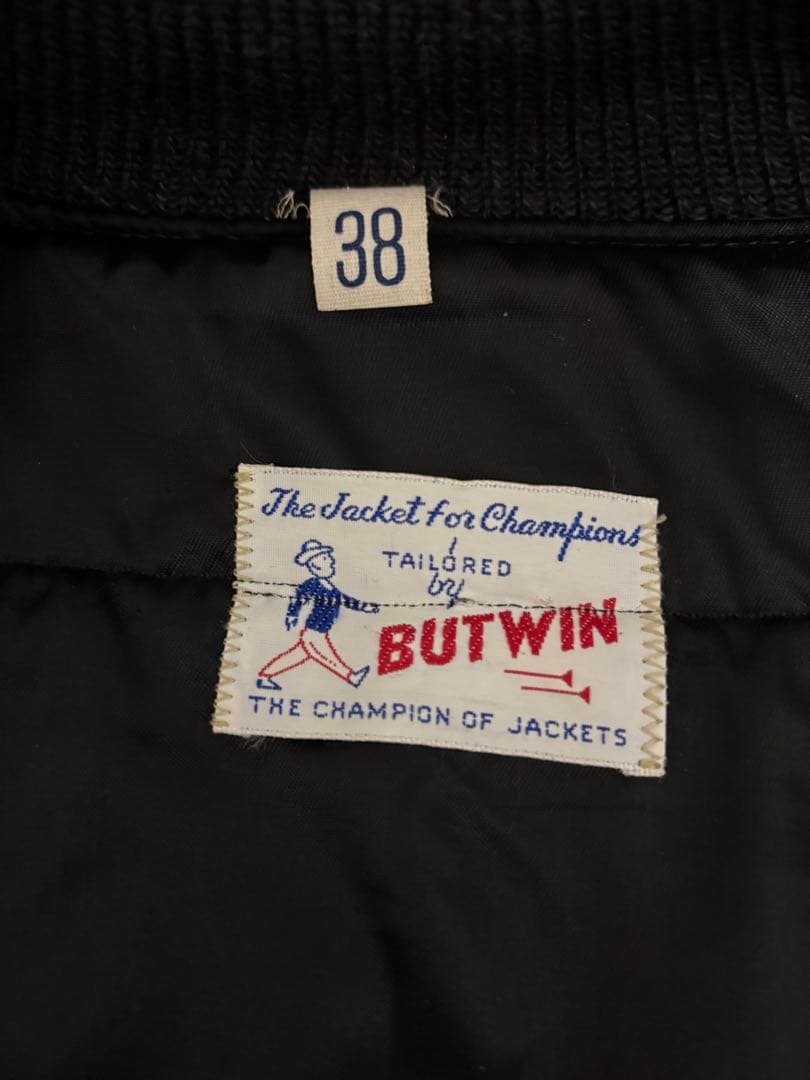 38
The Jacket for Champions
TAILORED
by
BUTWIN
THE CHAMPION OF JACKETS